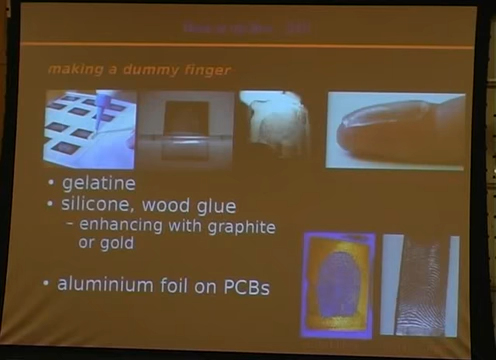 making a dummy finger
• gelatine
• silicone, wood glue
– enhancing with graphite
or gold
• aluminium foil on PCBs